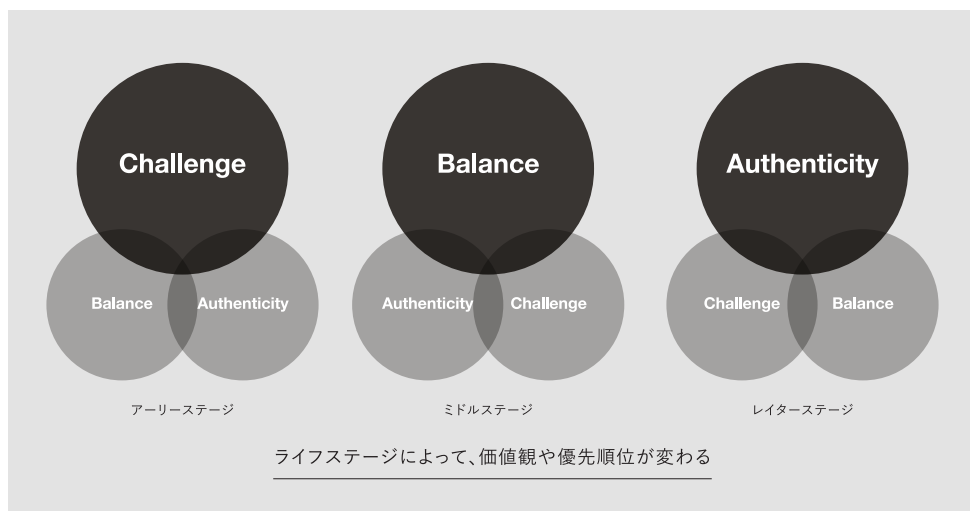 Challenge
Balance
Authenticity
アーリーステージ
Balance
Authenticity
Challenge
ミドルステージ
Authenticity
Challenge
Balance
レイターステージ
ライフステージによって、価値観や優先順位が変わる